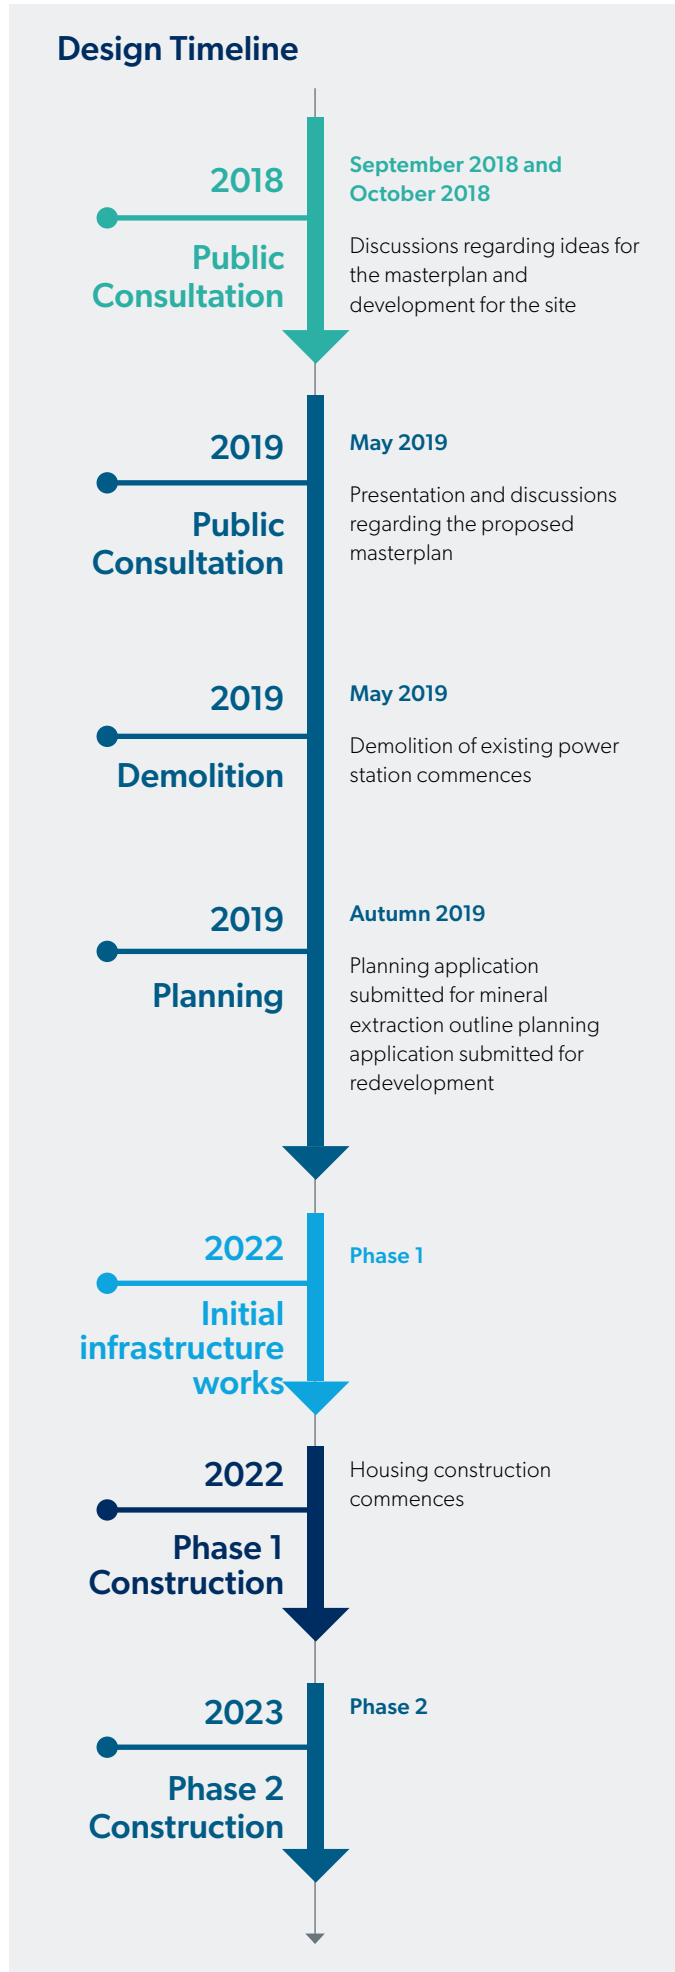 Design Timeline
2018
Public
Consultation
September 2018 and
October 2018
Discussions regarding ideas for
the masterplan and
development for the site
2019
Public
Consultation
May 2019
Presentation and discussions
regarding the proposed
masterplan
2019
Demolition
May 2019
Demolition of existing power
station commences
2019
Planning
Autumn 2019
Planning application
submitted for mineral
extraction outline planning
application submitted for
redevelopment
2022
Initial
infrastructure
works
Phase 1
2022
Phase 1
Construction
Housing construction
commences
2023
Phase 2
Construction
Phase 2